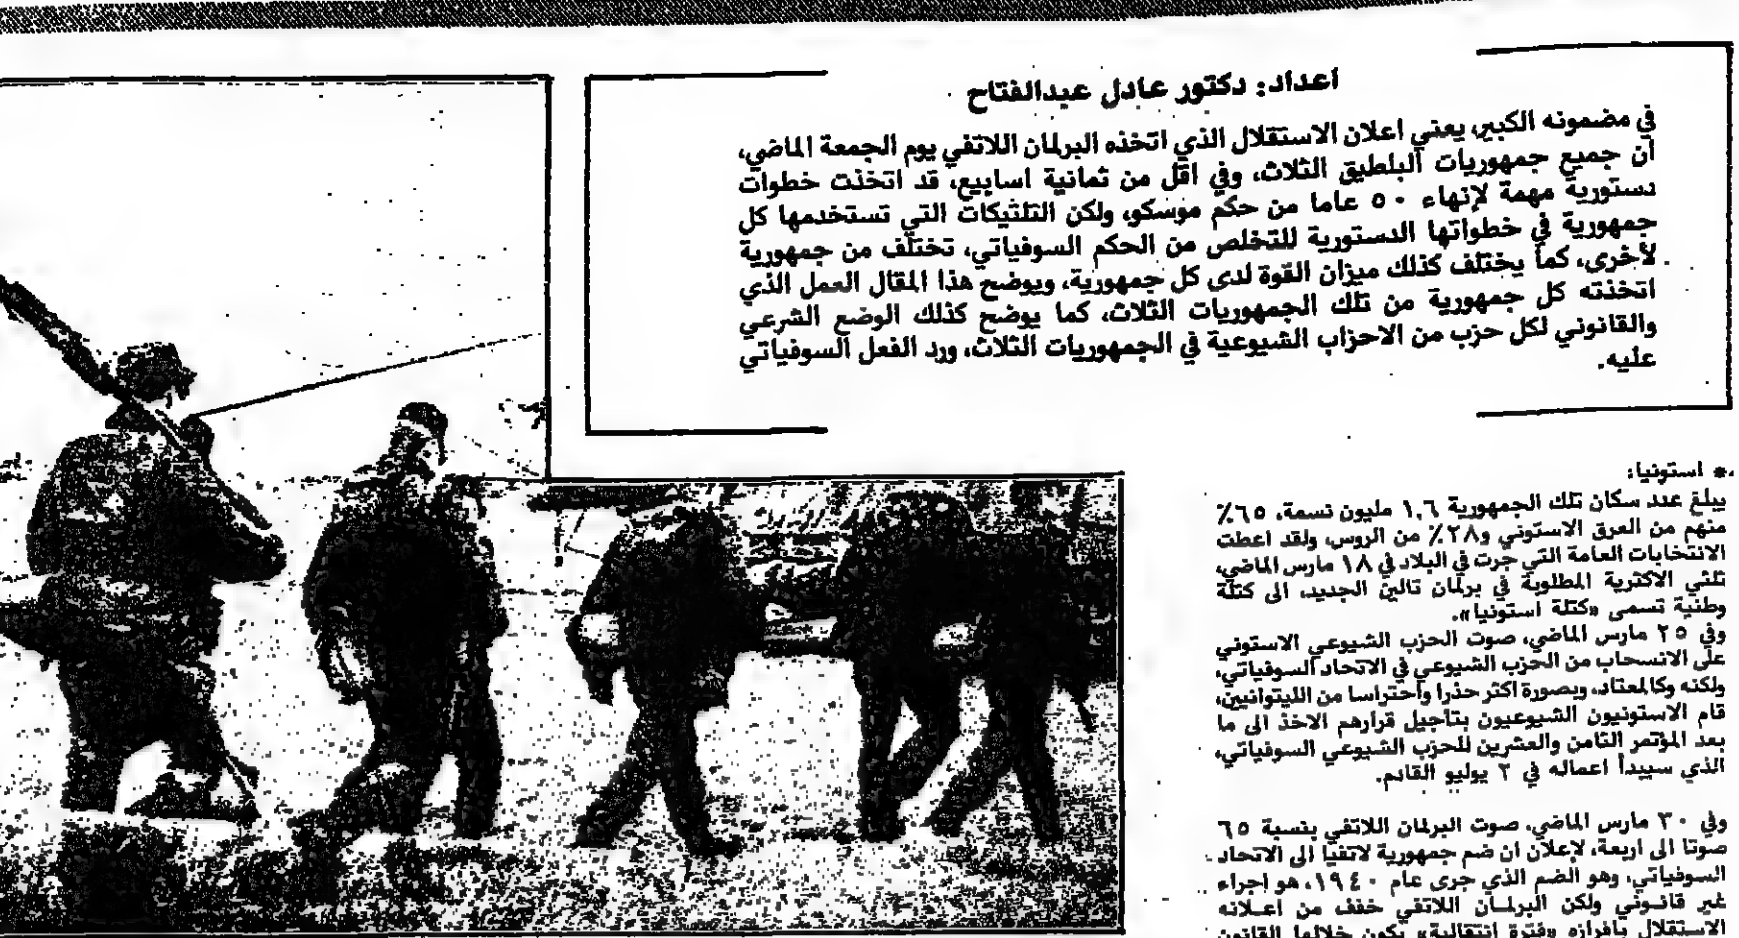 اعداد: دكتور عادل عبدالفتاح
في مضمونه الكبير، يعني اعلان الاستقلال الذي اتخذه البرلمان اللاتفي يوم الجمعة الماضي،
ان جميع جمهوريات البلطيق الثلاث، وفي اقل من ثمانية اسابيع، قد اتخذت خطوات
دستورية مهمة لإنهاء ٥٠ عاما من حكم موسكو، ولكن التلتيكات التي تستخدمها كل
جمهورية في خطواتها الدستورية للتخلص من الحكم السوفياتي، تختلف من جمهورية
لأخرى، كما يختلف كذلك ميزان القوة لدى كل جمهورية، ويوضح هذا المقال العمل الذي
اتخذته كل جمهورية من تلك الجمهوريات الثلاث، كما يوضح كذلك الوضع الشرعي
والقانوني لكل حزب من الاحزاب الشيوعية في الجمهوريات الثلاث، ورد الفعل السوفياتي
عليه.
* استونيا:
يبلغ عدد سكان تلك الجمهورية ١,٦ مليون نسمة، ٦٥٪
منهم من العرق الاستوني و٢٨٪ من الروس، ولقد اعطت
الانتخابات العامة التي جرت في البلاد في ١٨ مارس الماضي،
ثلثي الاكثرية المطلوبة في برلمان تالين الجديد، الى كتلة
وطنية تسمى «كتلة استونيا».
وفي ٢٥ مارس الماضي، صوت الحزب الشيوعي الاستوني
على الانسحاب من الحزب الشيوعي في الاتحاد السوفياتي،
ولكنه وكالمعتاد، وبصورة اكثر حذرا واحتراسا من الليتوانيين،
قام الاستونيون الشيوعيون بتأجيل قرارهم الاخذ الى ما
بعد المؤتمر الثامن والعشرين للحزب الشيوعي السوفياتي،
الذي سيبدأ اعماله في ٢ يوليو القادم.
وفي ٣٠ مارس الماضي، صوت البرلمان اللاتفي بنسبة ٦٥
صوتا الى اربعة، لإعلان ان ضم جمهورية لاتفيا الى الاتحاد
السوفياتي، وهو الضم الذي جرى عام ١٩٤٠، هو إجراء
غير قانوني ولكن البرلمان اللاتفي خفف من اعلانه
الاستقلال بأفرازه «فترة انتقالية» تكون خلالها القانون